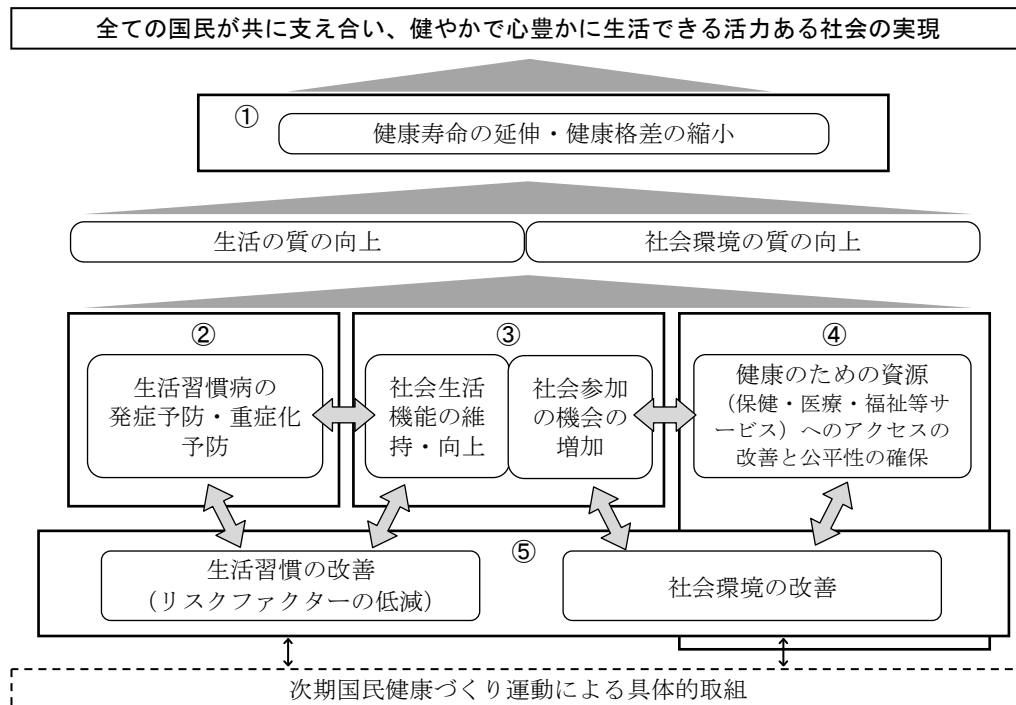 全ての国民が共に支え合い、健やかで心豊かに生活できる活力ある社会の実現
①
健康寿命の延伸・健康格差の縮小
生活の質の向上
社会環境の質の向上
②
生活習慣病の
発症予防・重症化
予防
③
社会生活
機能の維
持・向上
社会参加
の機会の
増加
④
健康のための資源
(保健・医療・福祉等サ
ービス)へのアクセスの
改善と公平性の確保
⑤
生活習慣の改善
(リスクファクターの低減)
社会環境の改善
次期国民健康づくり運動による具体的取組